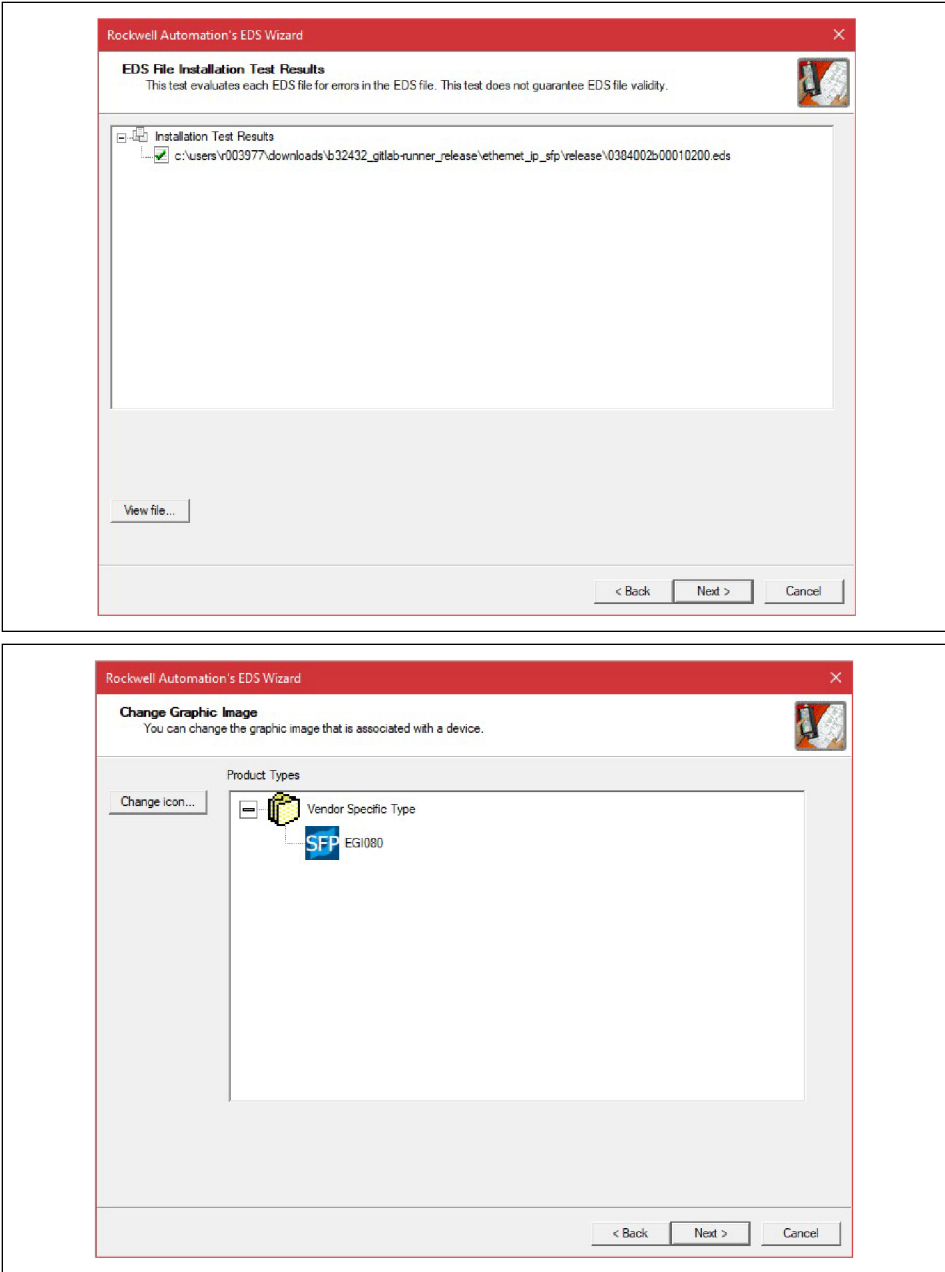 Rockwell Automation's EDS Wizard
EDS File Installation Test Results
This test evaluates each EDS file for errors in the EDS file. This test does not guarantee EDS file validity.
Installation Test Results
c:\users\r003977\downloads\b32432_gitlab-runner_release\ethernet_ip_sfp\release\0384002b00010200.eds
View file...
< Back
Next >
Cancel
Rockwell Automation's EDS Wizard
Change Graphic Image
You can change the graphic image that is associated with a device.
Product Types
Change icon...
Vendor Specific Type
SFP EGI080
< Back
Next >
Cancel